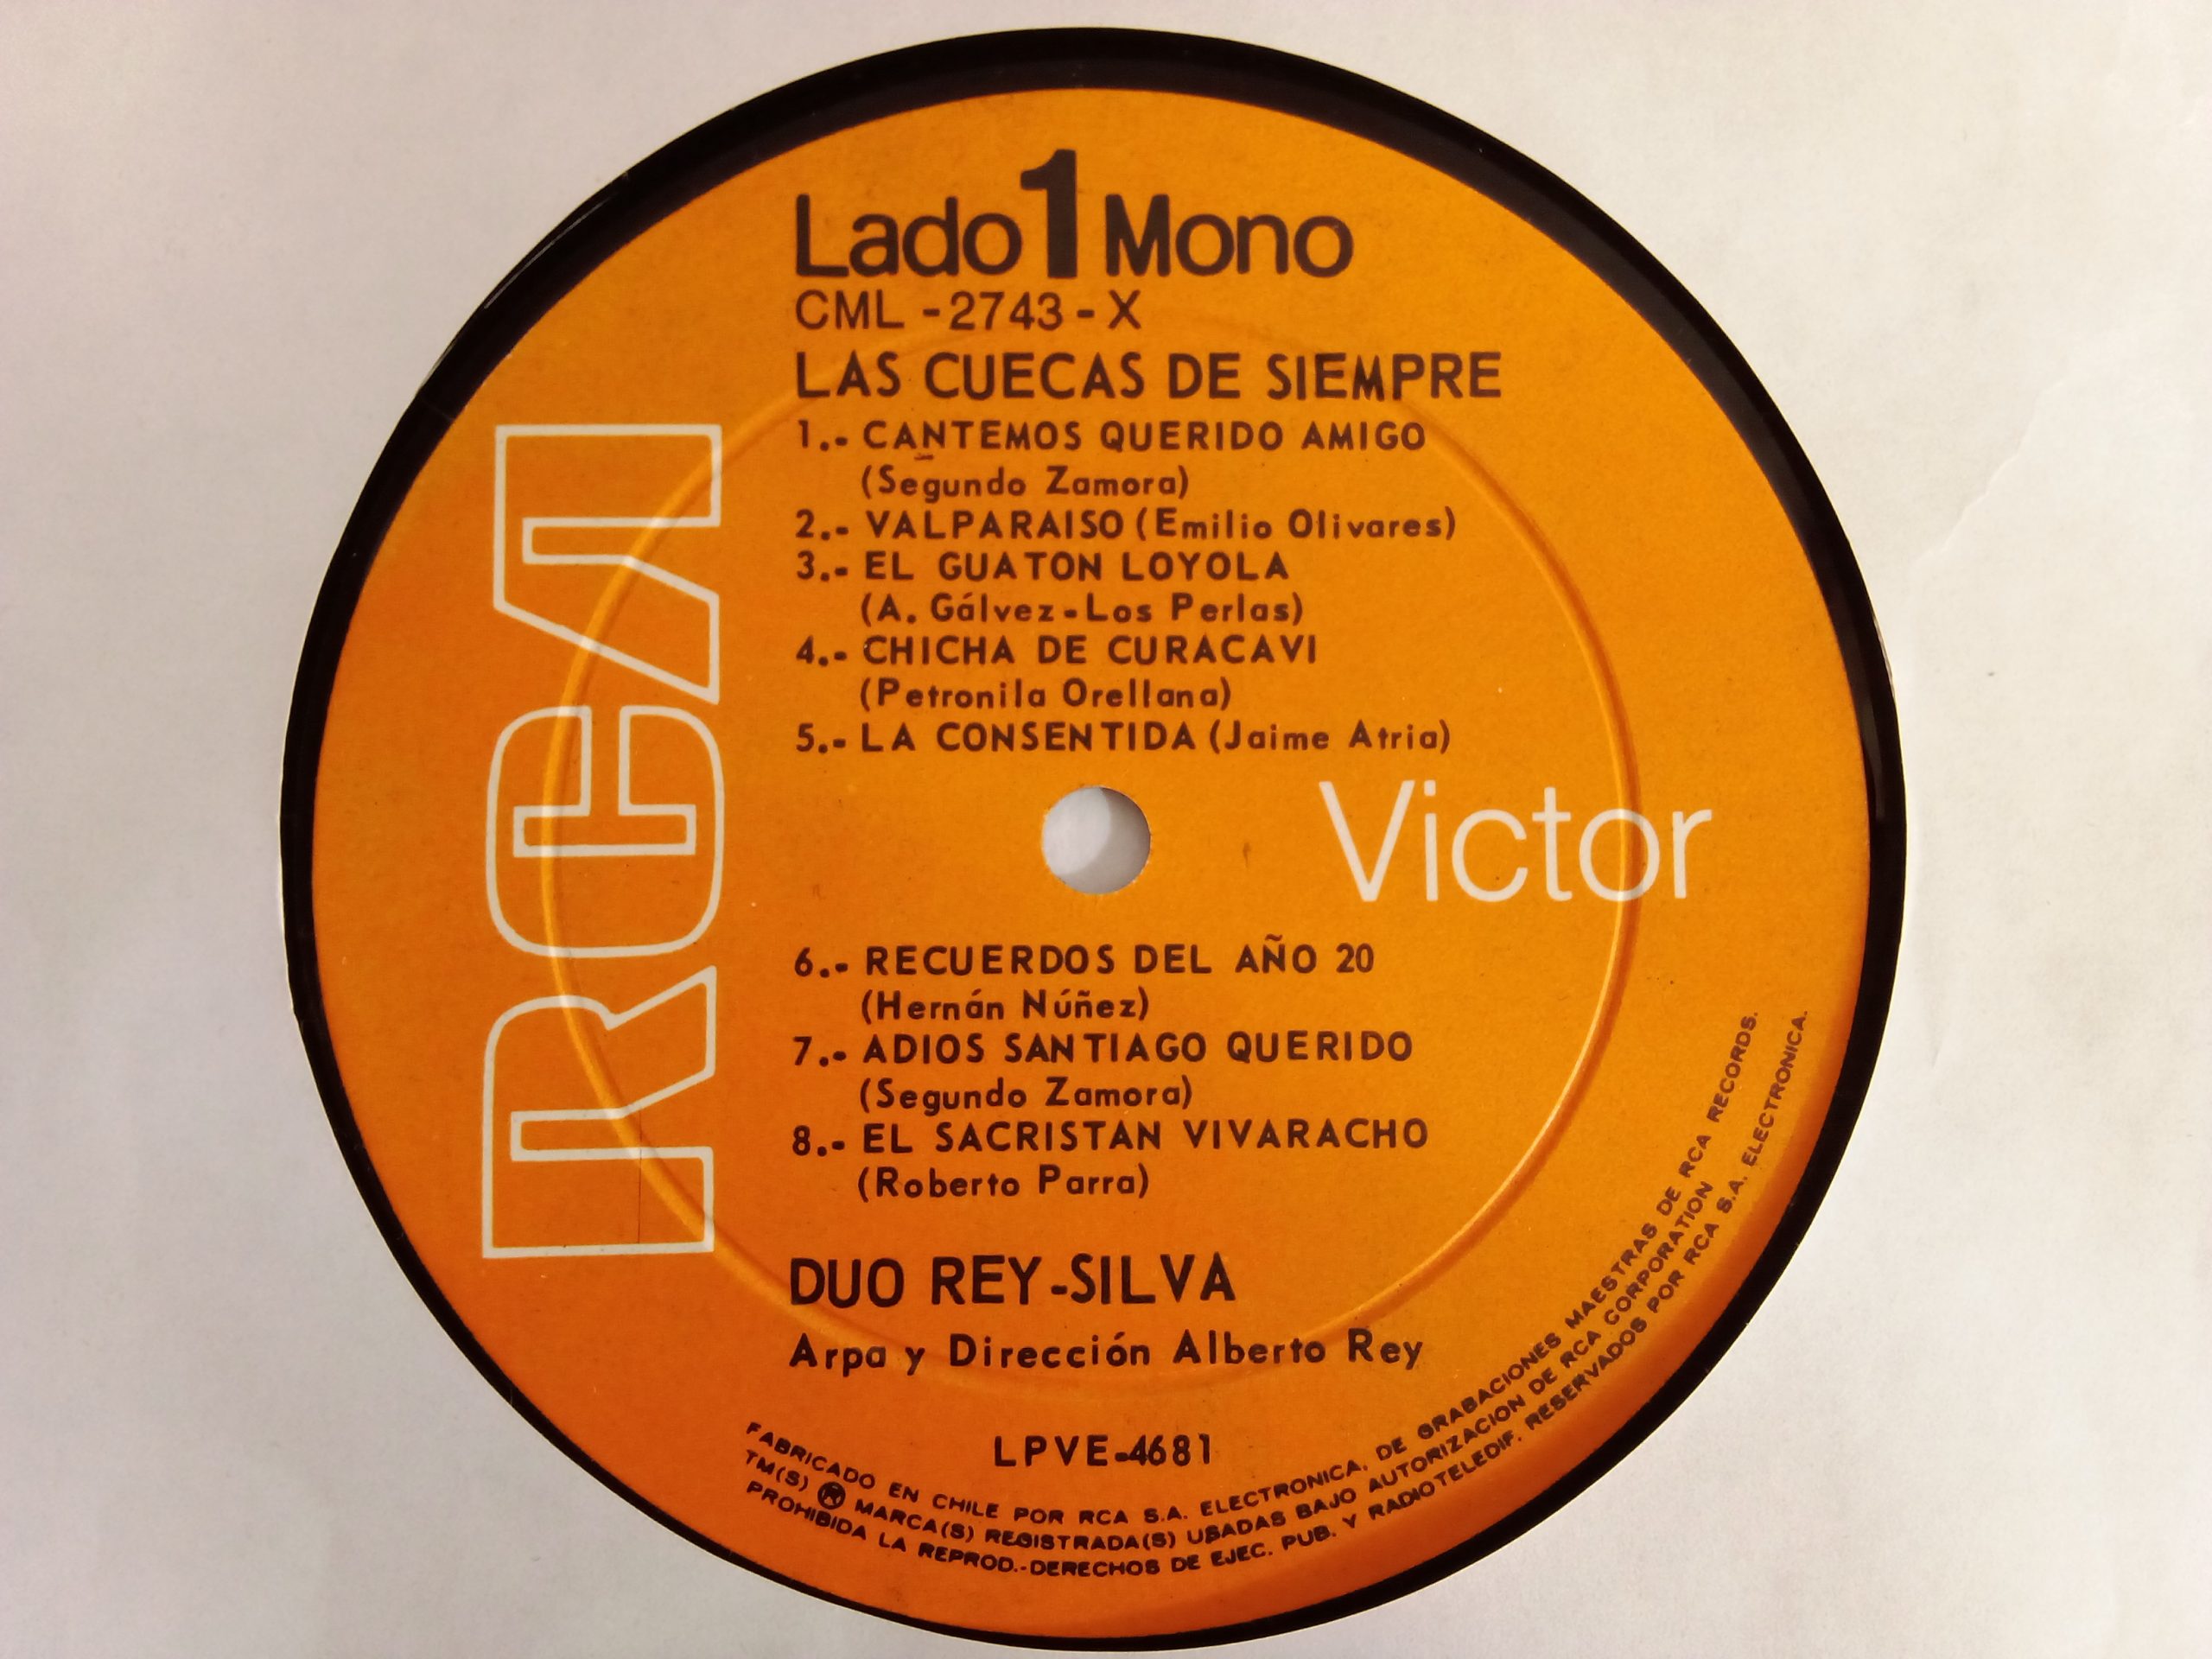 Lado 1 Mono
CML - 2743 - X
LAS CUECAS DE SIEMPRE
1.- CANTEMOS QUERIDO AMIGO
(Segundo Zamora)
2.- VALPARAISO (Emilio Olivares)
3.- EL GUATON LOYOLA
(A. Gálvez-Los Perlas)
4.- CHICHA DE CURACAVI
(Petronila Orellana)
5.- LA CONSENTIDA (Jaime Atria)
RCA
Victor
6.- RECUERDOS DEL AÑO 20
(Hernán Núñez)
7.- ADIOS SANTIAGO QUERIDO
(Segundo Zamora)
8.- EL SACRISTAN VIVARACHO
(Roberto Parra)
DUO REY-SILVA
Arpa y Dirección Alberto Rey
LPVE-4681
FABRICADO EN CHILE POR RCA S.A. ELECTRONICA, DE GRABACIONES MAESTRAS DE RCA RECORDS.
TM(S) ® MARCA(S) REGISTRADA(S) USADAS BAJO AUTORIZACION DE RCA CORPORATION
PROHIBIDA LA REPROD.-DERECHOS DE EJEC. PUB. Y RADIOTELEDIF. RESERVADOS POR RCA S.A. ELECTRONICA.